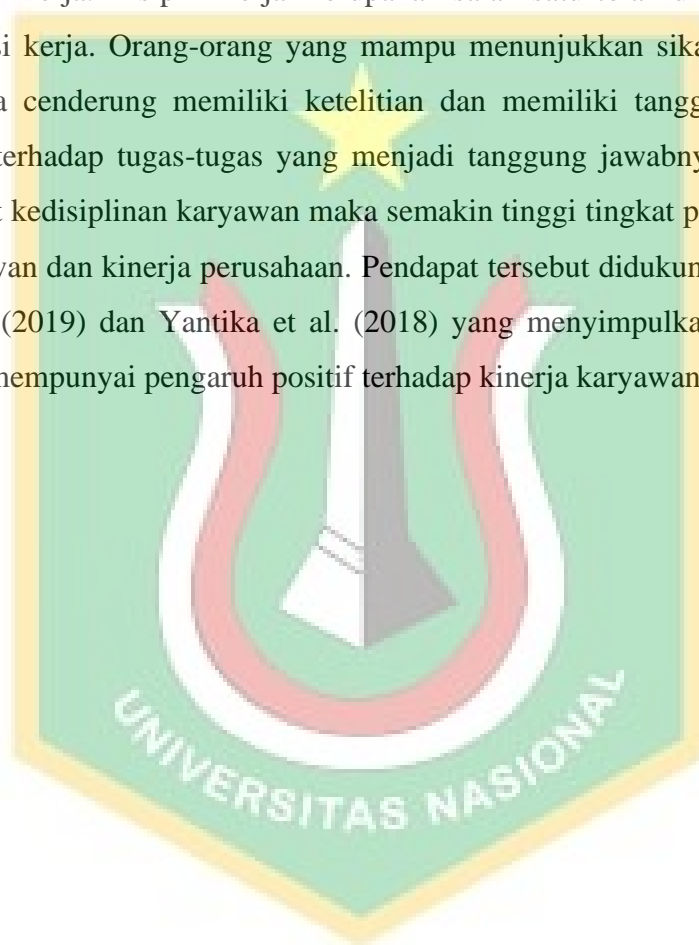 si kerja. Orang-orang yang mampu menunjukkan sika
a cenderung memiliki ketelitian dan memiliki tangg
terhadap tugas-tugas yang menjadi tanggung jawabny
t kedisiplinan karyawan maka semakin tinggi tingkat p
van dan kinerja perusahaan. Pendapat tersebut didukun
(2019) dan Yantika et al. (2018) yang menyimpulka
mempunyai pengaruh positif terhadap kinerja karyawan
UNIVERSITAS NASIONAL